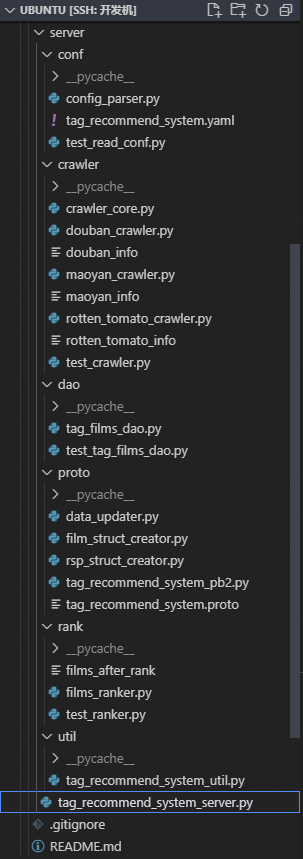 UBUNTU [SSH: 开发机]
server
conf
__pycache__
config_parser.py
! tag_recommend_system.yaml
test_read_conf.py
crawler
__pycache__
crawler_core.py
douban_crawler.py
douban_info
maoyan_crawler.py
maoyan_info
rotten_tomato_crawler.py
rotten_tomato_info
test_crawler.py
dao
__pycache__
tag_films_dao.py
test_tag_films_dao.py
proto
__pycache__
data_updater.py
film_struct_creator.py
rsp_struct_creator.py
tag_recommend_system_pb2.py
tag_recommend_system.proto
rank
__pycache__
films_after_rank
films_ranker.py
test_ranker.py
util
__pycache__
tag_recommend_system_util.py
tag_recommend_system_server.py
.gitignore
README.md